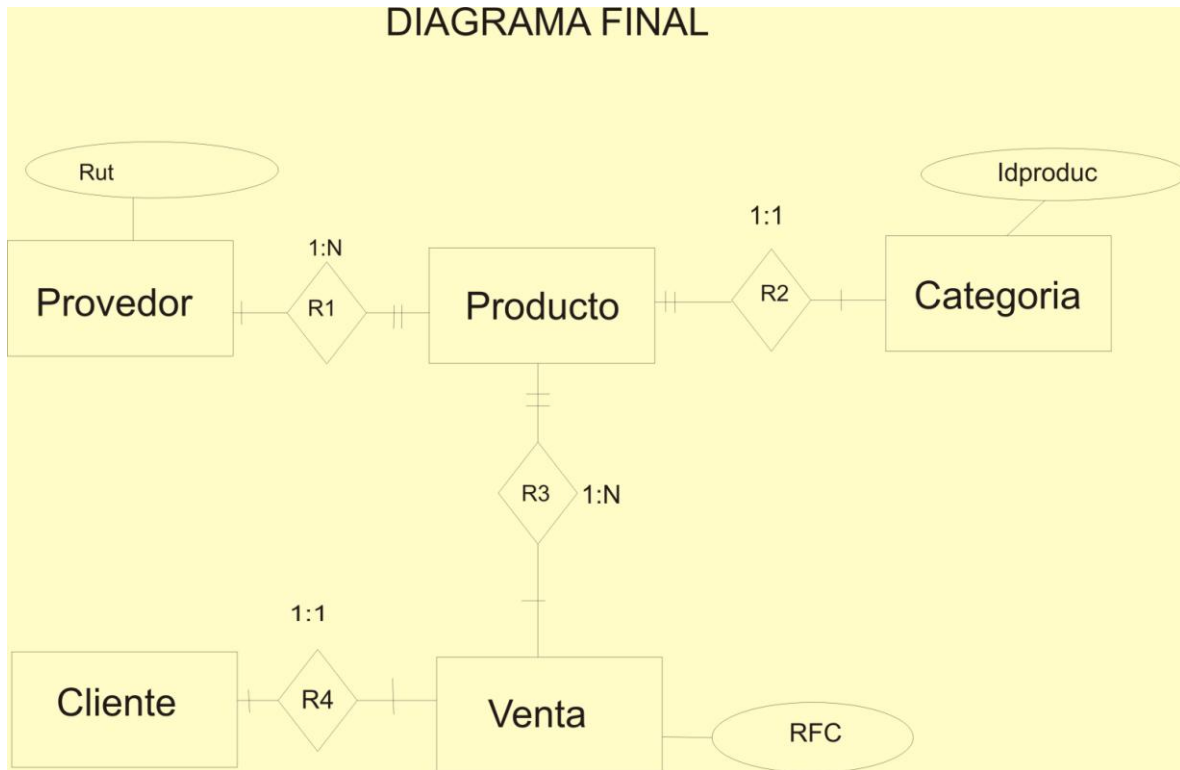 DIAGRAMA FINAL
Rut
Idproduc
1:1
1:N
Provedor
R1
Producto
R2
Categoria
R3
1:N
1:1
Cliente
R4
Venta
RFC